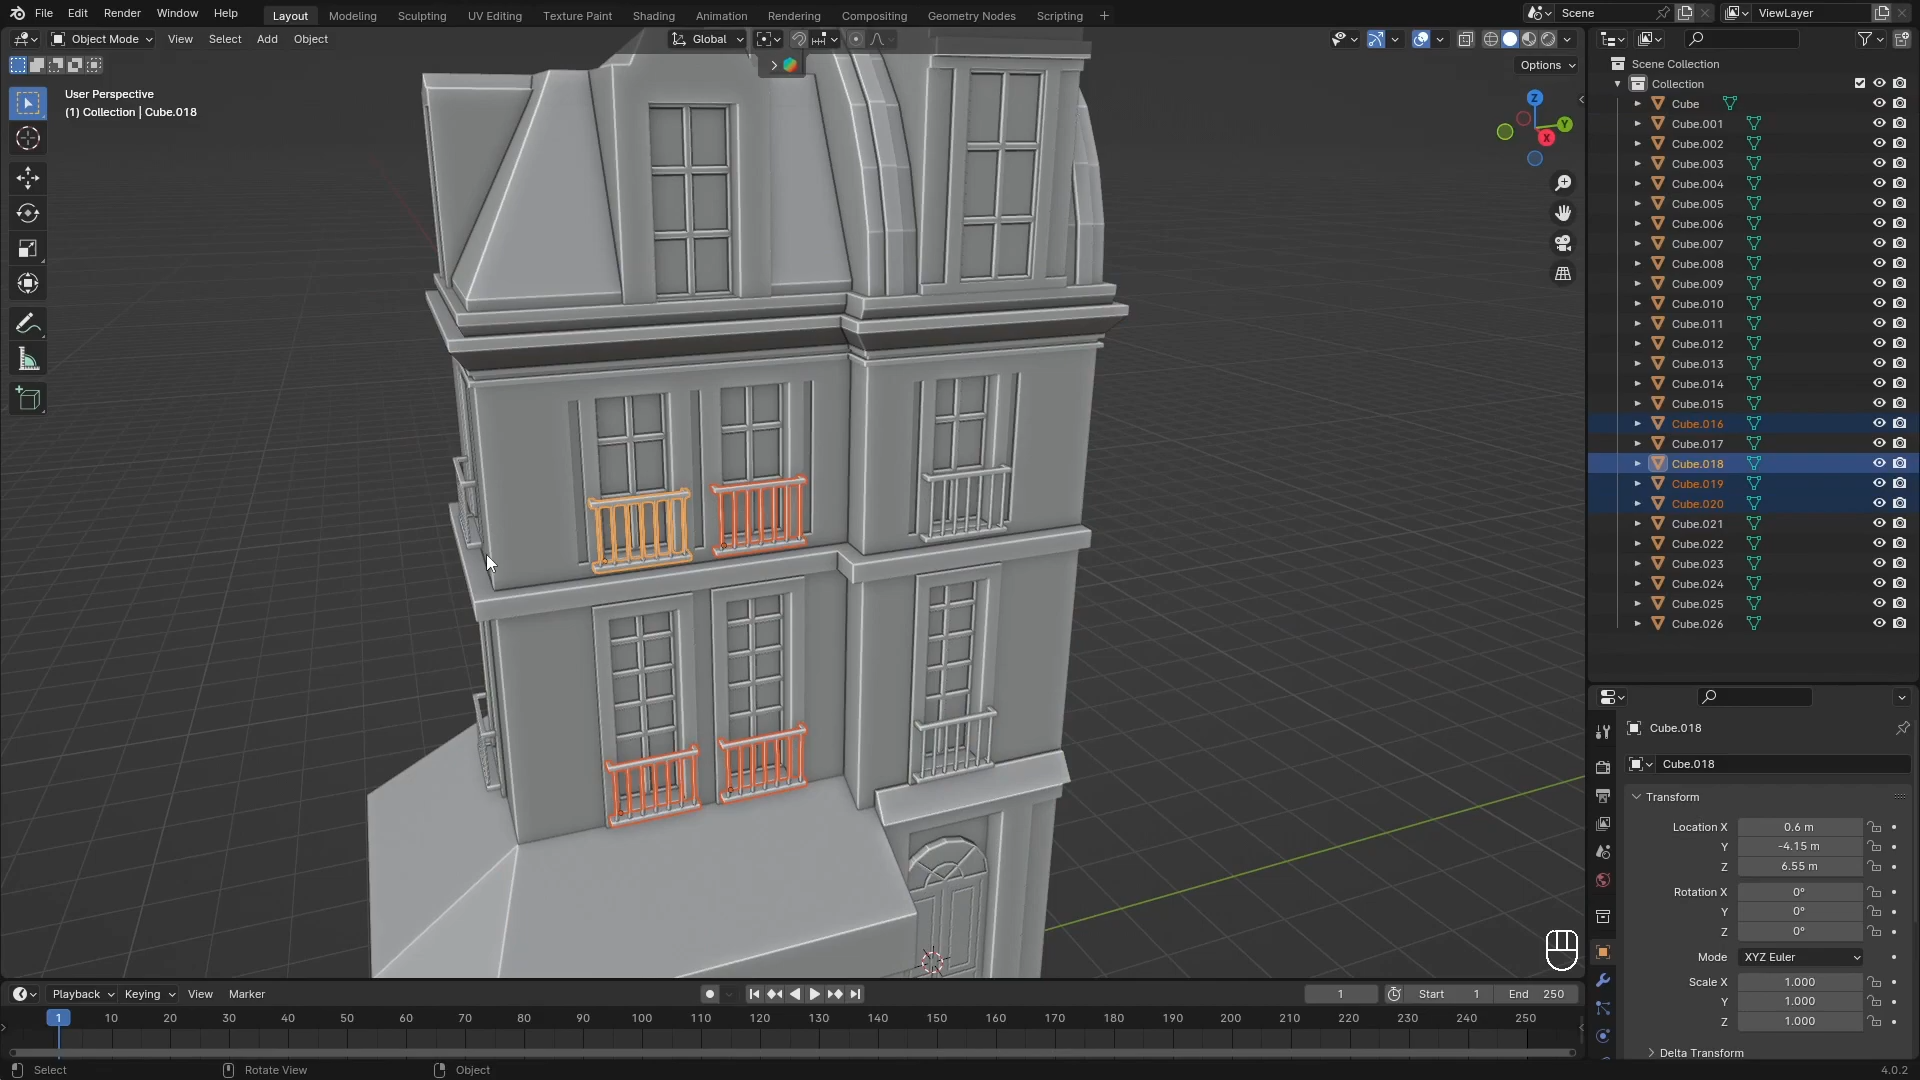 File Edit Render Window Help Layout Modeling Sculpting UV Editing Texture Paint Shading Animation Rendering Compositing Geometry Nodes Scripting + Scene ViewLayer
Object Mode View Select Add Object Global
Options
User Perspective
(1) Collection | Cube.018
Z
Y
X
Scene Collection
Collection
Cube
Cube.001
Cube.002
Cube.003
Cube.004
Cube.005
Cube.006
Cube.007
Cube.008
Cube.009
Cube.010
Cube.011
Cube.012
Cube.013
Cube.014
Cube.015
Cube.016
Cube.017
Cube.018
Cube.019
Cube.020
Cube.021
Cube.022
Cube.023
Cube.024
Cube.025
Cube.026
Cube.018
Cube.018
Transform
Location X 0.6 m
Y -4.15 m
Z 6.55 m
Rotation X 0°
Y 0°
Z 0°
Mode XYZ Euler
Scale X 1.000
Y 1.000
Z 1.000
Delta Transform
Playback Keying View Marker 1 Start 1 End 250
1 10 20 30 40 50 60 70 80 90 100 110 120 130 140 150 160 170 180 190 200 210 220 230 240 250
Select Rotate View Object 4.0.2